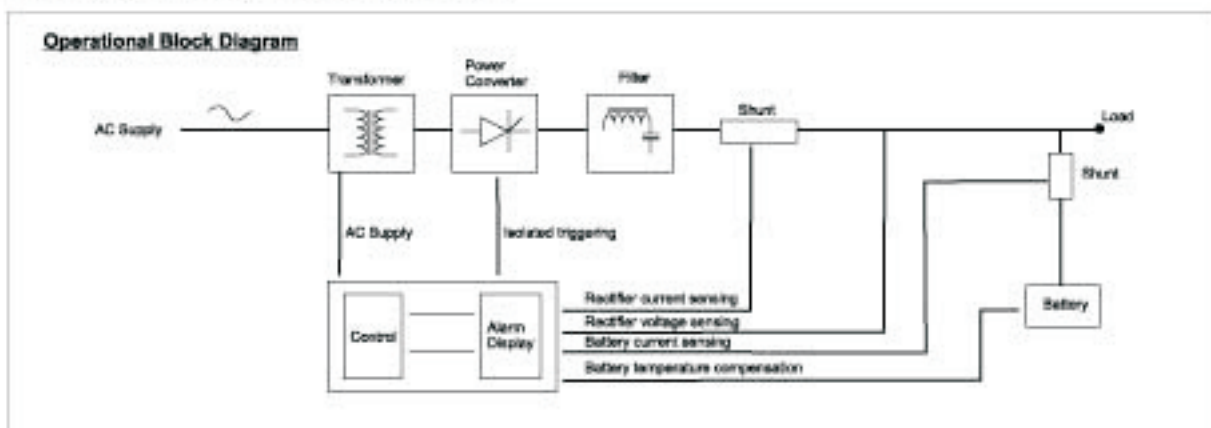 Operational Block Diagram
Transformer
Power
Converter
Filter
AC Supply
Shunt
Load
Shunt
AC Supply
Isolated triggering
Control
Alarm
Display
Rectifier current sensing
Rectifier voltage sensing
Battery current sensing
Battery temperature compensation
Battery